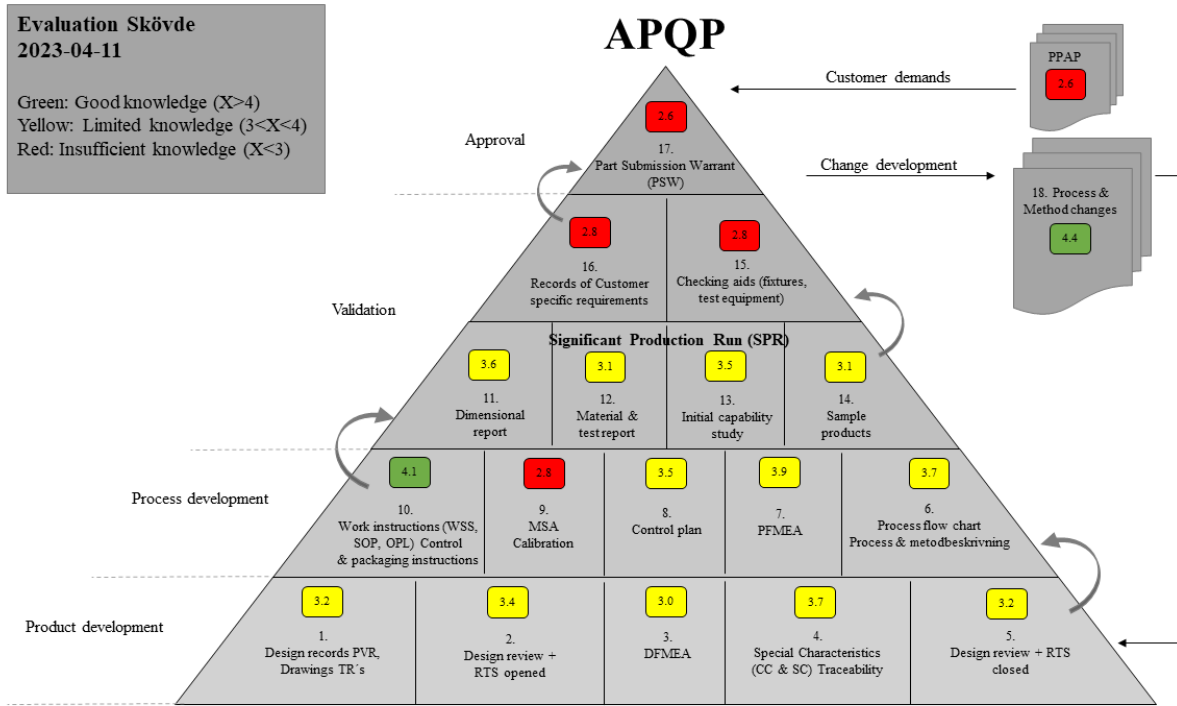 Evaluation Skövde
2023-04-11
Green: Good knowledge (X>4)
Yellow: Limited knowledge (3<X<4)
Red: Insufficient knowledge (X<3)
APQP
Customer demands
PPAP
2.6
Approval
2.6
17.
Part Submission Warrant
(PSW)
Change development
18. Process &
Method changes
4.4
Validation
2.8
16.
Records of Customer
specific requirements
2.8
15.
Checking aids (fixtures,
test equipment)
Significant Production Run (SPR)
3.6
11.
Dimensional
report
3.1
12.
Material &
test report
3.5
13.
Initial capability
study
3.1
14.
Sample
products
Process development
4.1
10.
Work instructions (WSS,
SOP, OPL) Control
& packaging instructions
2.8
9.
MSA
Calibration
3.5
8.
Control plan
3.9
7.
PFMEA
3.7
6.
Process flow chart
Process & metodbeskrivning
Product development
3.2
1.
Design records PVR,
Drawings TR´s
3.4
2.
Design review +
RTS opened
3.0
3.
DFMEA
3.7
4.
Special Characteristics
(CC & SC) Traceability
3.2
5.
Design review + RTS
closed